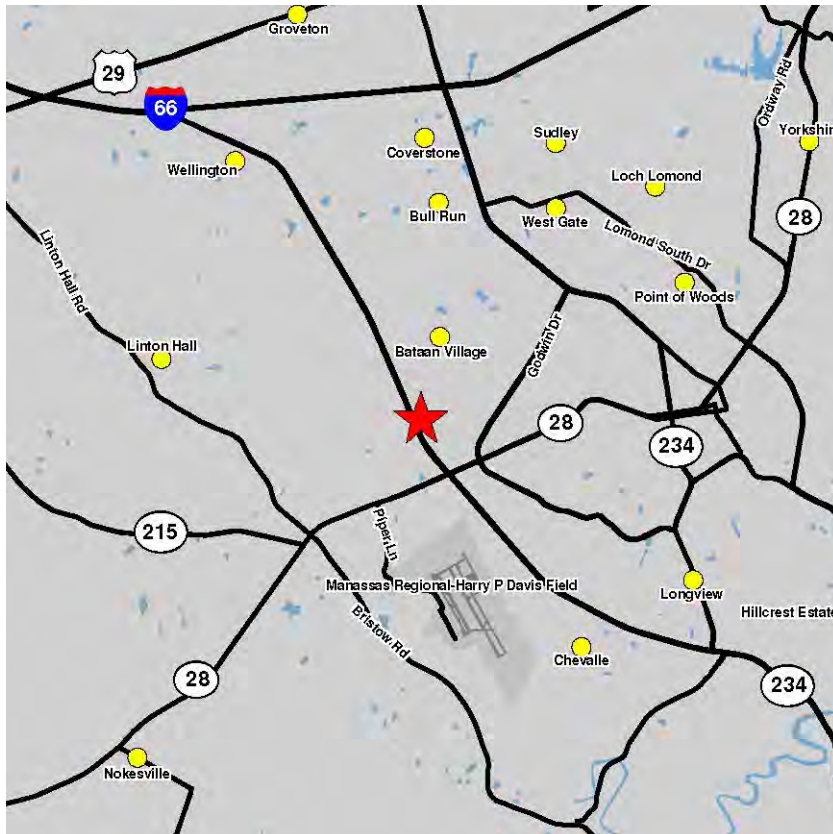 Groveton
29
66
Ordway Rd
Yorkshir
Sudley
Coverstone
Wellington
Loch Lomond
28
Bull Run
West Gate
Lomond South Dr
Linton Hall Rd
Point of Woods
Godwin Dr
Linton Hall
Bataan Village
28
234
215
Piper Ln
Manassas Regional-Harry P Davis Field
Longview
Hillcrest Estate
Bristow Rd
Chevalle
28
234
Nokesville